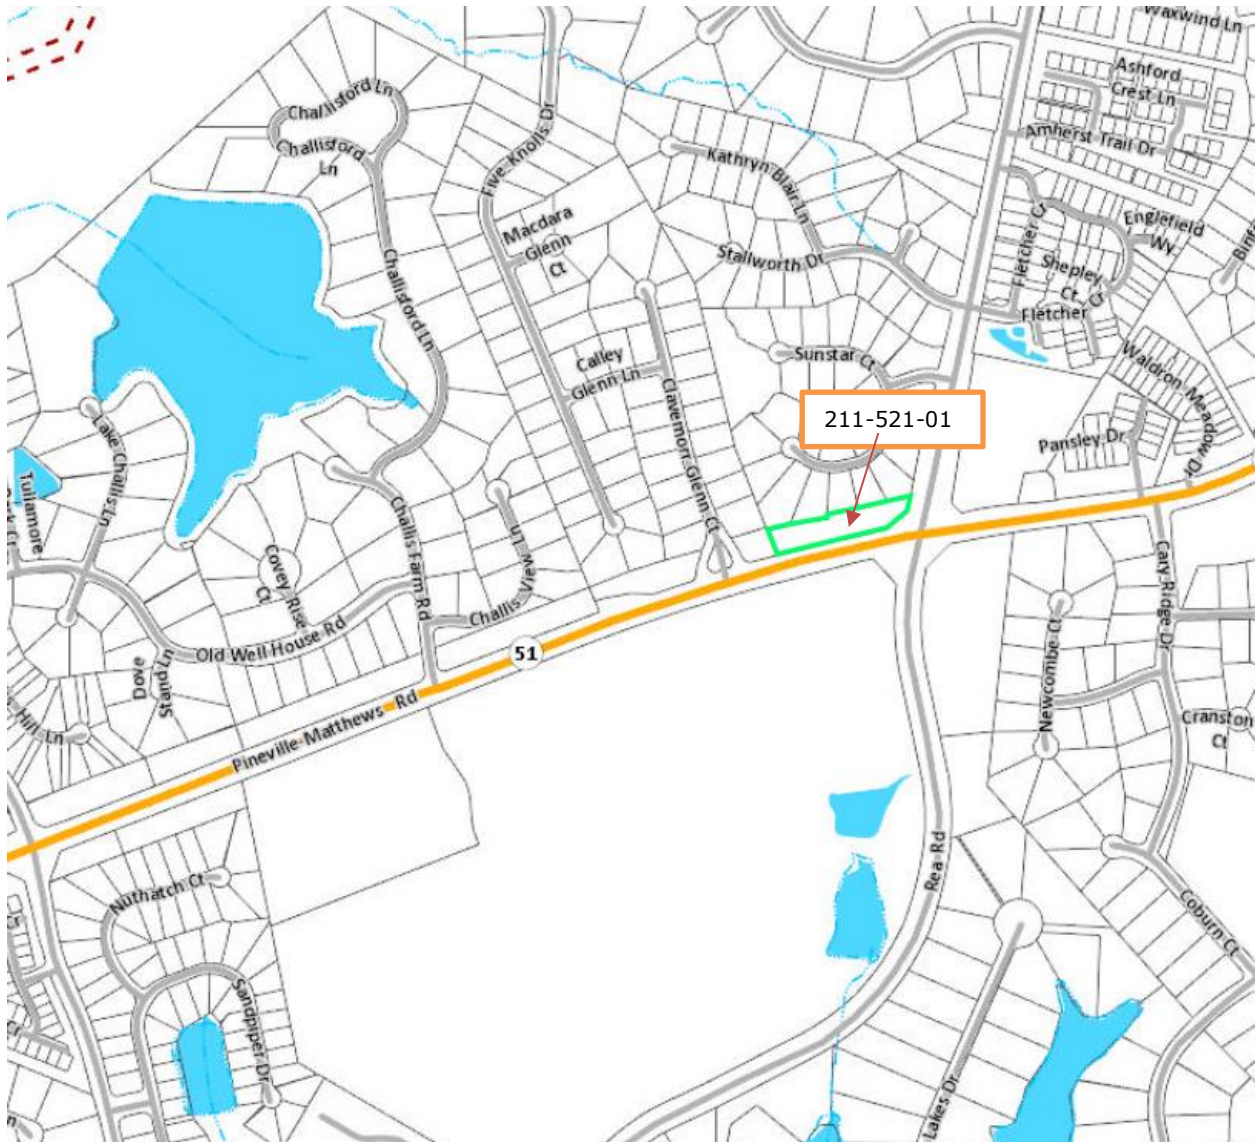 Waxwind Ln
Ashford
Crest Ln
Amherst Trail Dr
Challisford Ln
Challisford
Ln
Five Knolls Dr
Kathryn Blair Ln
Macdara
Glenn
Ct
Englefield
Wy
Fletcher Ct
Shepley
Ct
Stallworth Dr
Fletcher
Ct
Challisford Ln
Calley
Glenn Ln
Sunstar Ct
Waldron Meadow Dr
Clavemorr Glenn Ct
211-521-01
Pansley Dr
Lake Challis Ln
Tullamore
Challis Farm Rd
View Ln
Challis
Covey Rise
Ct
Cary Ridge Dr
Old Well House Rd
51
Newcombe Ct
Dove
Stand
Ln
Hill Ln
Pineville-Matthews Rd
Cranston
Ct
Rea Rd
Nuthatch Ct
Coburn Ct
Sandpiper Dr
Lakes Dr